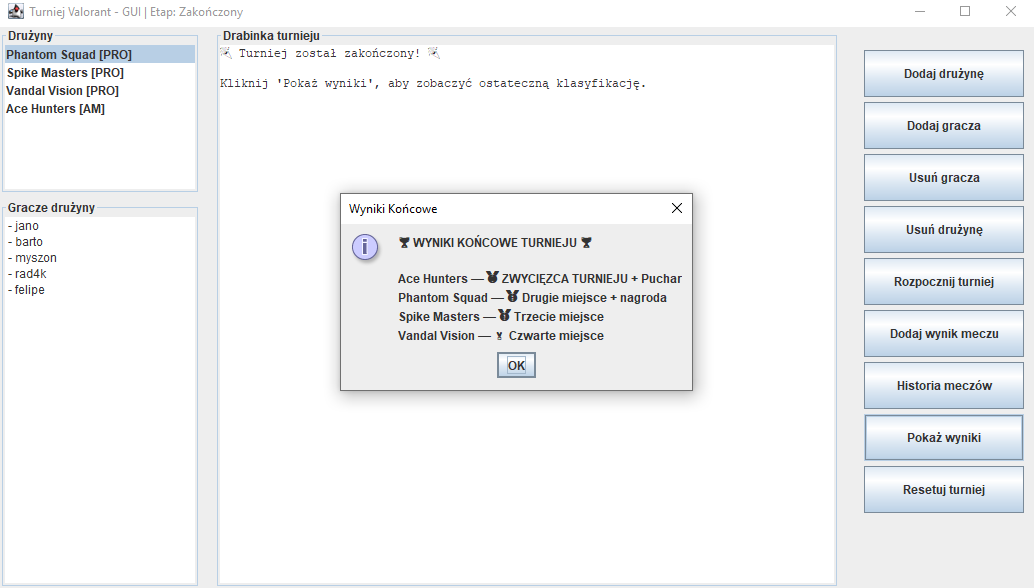 Turniej Valorant - GUI | Etap: Zakończony
Drużyny
Phantom Squad [PRO]
Spike Masters [PRO]
Vandal Vision [PRO]
Ace Hunters [AM]
Gracze drużyny
- jano
- barto
- myszon
- rad4k
- felipe
Drabinka turnieju
Turniej został zakończony!
Kliknij 'Pokaż wyniki', aby zobaczyć ostateczną klasyfikację.
Wyniki Końcowe
🏆 WYNIKI KOŃCOWE TURNIEJU 🏆
Ace Hunters — 🥇 ZWYCIĘZCA TURNIEJU + Puchar
Phantom Squad — 🥈 Drugie miejsce + nagroda
Spike Masters — 🥉 Trzecie miejsce
Vandal Vision — 🏅 Czwarte miejsce
OK
Dodaj drużynę
Dodaj gracza
Usuń gracza
Usuń drużynę
Rozpocznij turniej
Dodaj wynik meczu
Historia meczów
Pokaż wyniki
Resetuj turniej